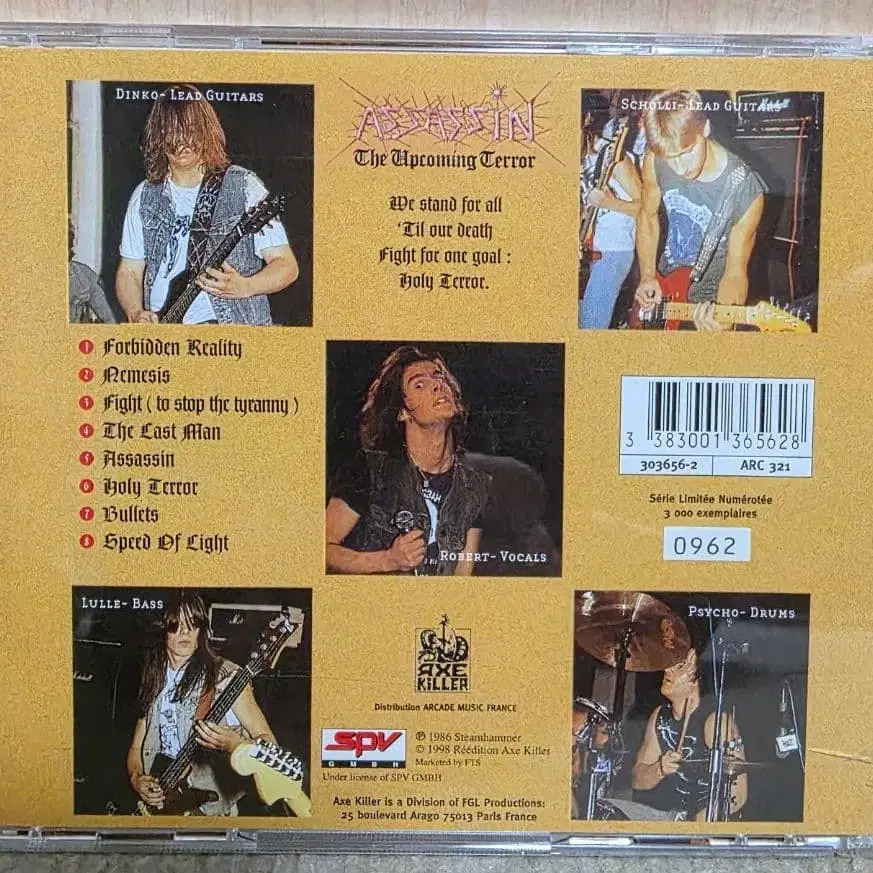 Dinko- Lead Guitars
ASSASSIN
The Upcoming Terror
Scholli- Lead Guitars
We stand for all
'Til our death
Fight for one goal :
Holy Terror.
1 Forbidden Reality
2 Nemesis
3 Fight ( to stop the tyranny )
4 The Last Man
5 Assassin
6 Holy Terror
7 Bullets
8 Speed Of Light
Robert- Vocals
3 383001 365628
303656-2 ARC 321
Série Limitée Numérotée
3 000 exemplaires
0962
Lulle- Bass
Psycho- Drums
AXE
KILLER
Distribution ARCADE MUSIC FRANCE
SPV
GMBH
℗ 1986 Steamhammer
© 1998 Réédition Axe Killer
Marketed by FTS
Under license of SPV GMBH
Axe Killer is a Division of FGL Productions:
25 boulevard Arago 75013 Paris France